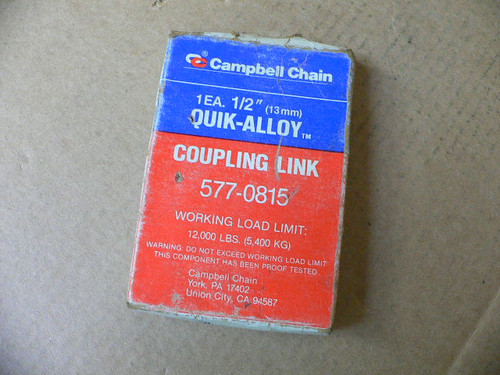 ® Campbell Chain
1 EA. 1/2" (13mm)
QUIK-ALLOY™
COUPLING LINK
577-0815
WORKING LOAD LIMIT:
12,000 LBS. (5,400 KG)
WARNING: DO NOT EXCEED WORKING LOAD LIMIT
THIS COMPONENT HAS BEEN PROOF TESTED
Campbell Chain
York, PA 17402
Union City, CA 94587